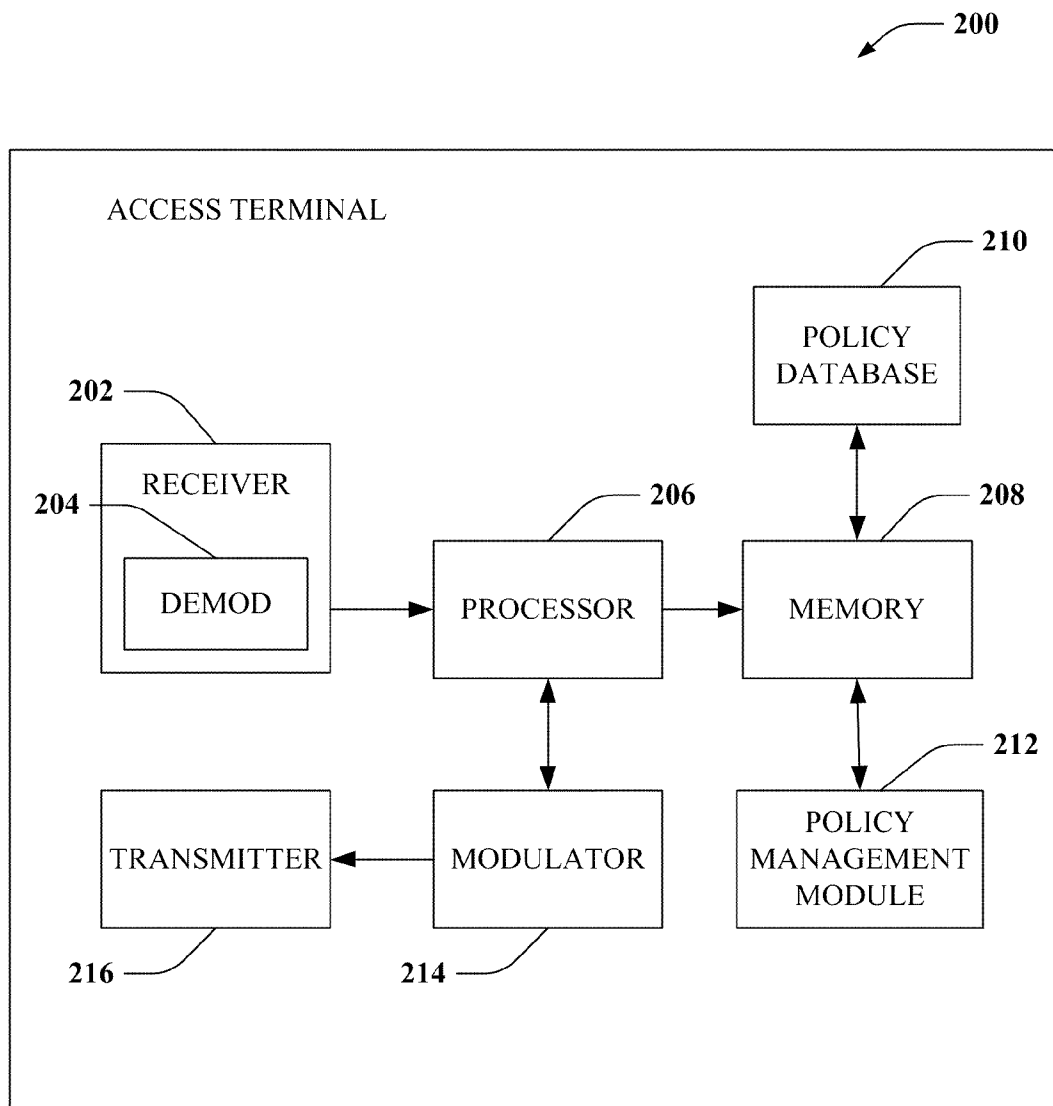 200
ACCESS TERMINAL
210
POLICY
DATABASE
202
RECEIVER
204
DEMOD
206
PROCESSOR
208
MEMORY
212
TRANSMITTER
216
MODULATOR
214
POLICY
MANAGEMENT
MODULE